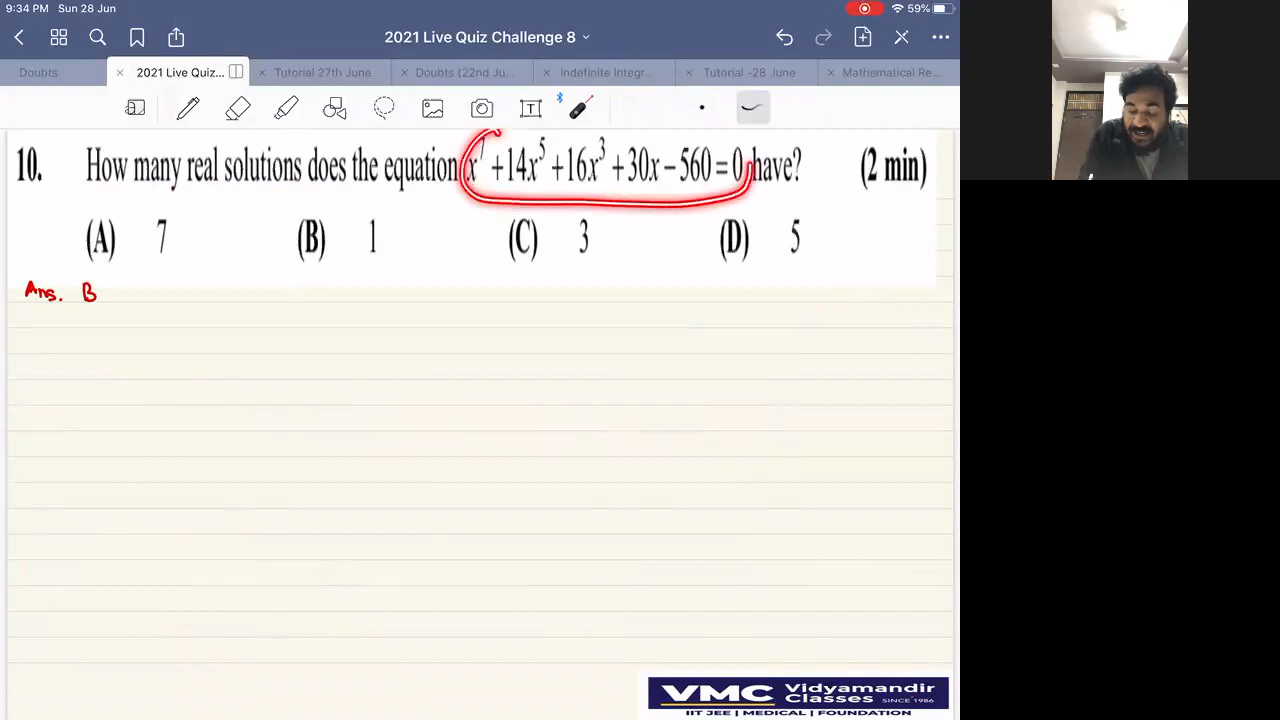 9:34 PM Sun 28 Jun
59%
2021 Live Quiz Challenge 8
Doubts
2021 Live Quiz...
Tutorial 27th June
Doubts (22nd Ju...
Indefinite Integr...
Tutorial -28 June
Mathematical Re...
10. How many real solutions does the equation x⁷ + 14x⁵ + 16x³ + 30x − 560 = 0, have? (2 min)
(A) 7 (B) 1 (C) 3 (D) 5
Ans. B
VMC Vidyamandir Classes SINCE 1986
IIT JEE | MEDICAL | FOUNDATION